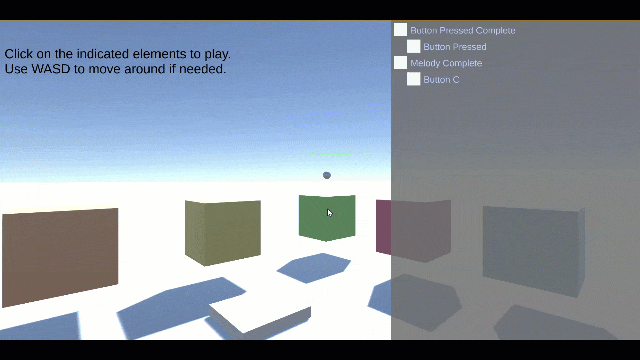 Click on the indicated elements to play.
Use WASD to move around if needed.
Button Pressed Complete
Button Pressed
Melody Complete
Button C